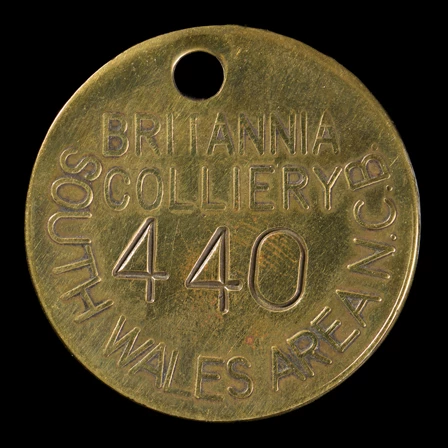 BRITANNIA
COLLIERY
440
SOUTH WALES AREA N.C.B.